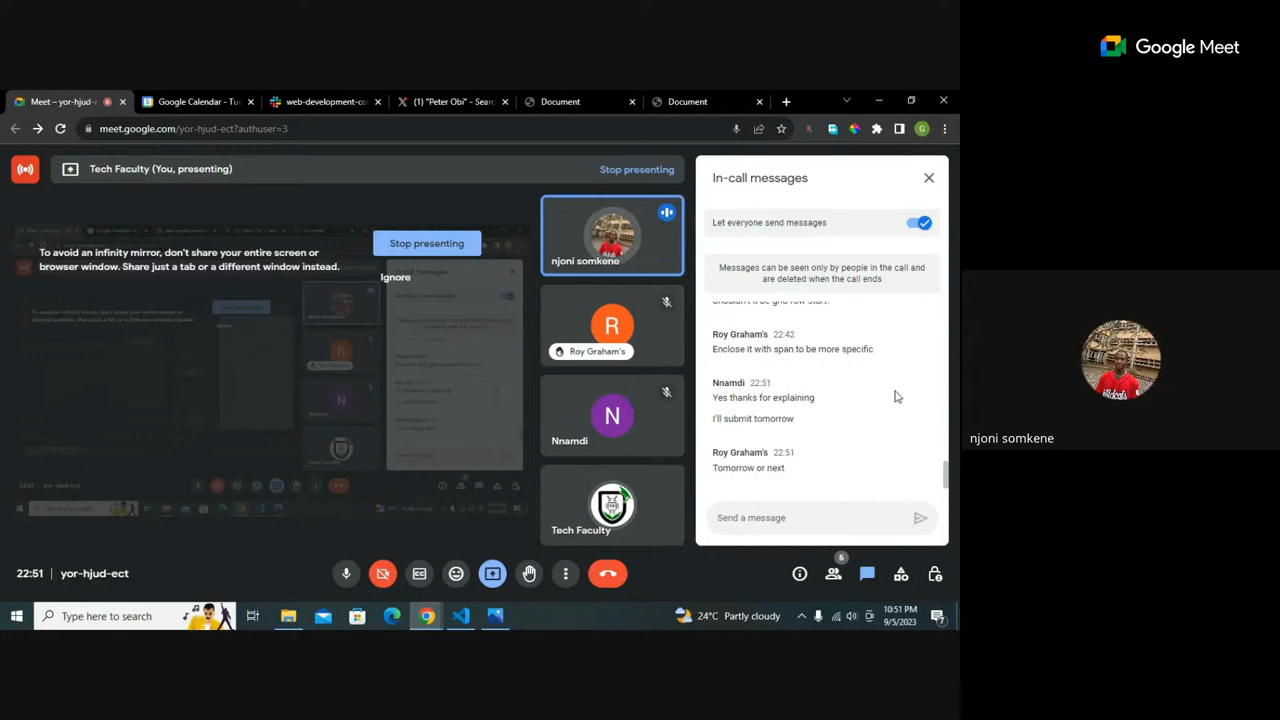 Google Meet
Meet – yor-hjud-e
Google Calendar - Tue
web-development-co
(1) "Peter Obi" - Searc
Document
Document
meet.google.com/yor-hjud-ect?authuser=3
G
Tech Faculty (You, presenting)
Stop presenting
To avoid an infinity mirror, don't share your entire screen or
browser window. Share just a tab or a different window instead.
Stop presenting
Ignore
njoni somkene
R
Roy Graham's
N
Nnamdi
Tech Faculty
In-call messages
Let everyone send messages
Messages can be seen only by people in the call and
are deleted when the call ends
Roy Graham's 22:42
Enclose it with span to be more specific
Nnamdi 22:51
Yes thanks for explaining
I'll submit tomorrow
Roy Graham's 22:51
Tomorrow or next
Send a message
njoni somkene
22:51 | yor-hjud-ect
5
Type here to search
24°C Partly cloudy
10:51 PM
9/5/2023
7